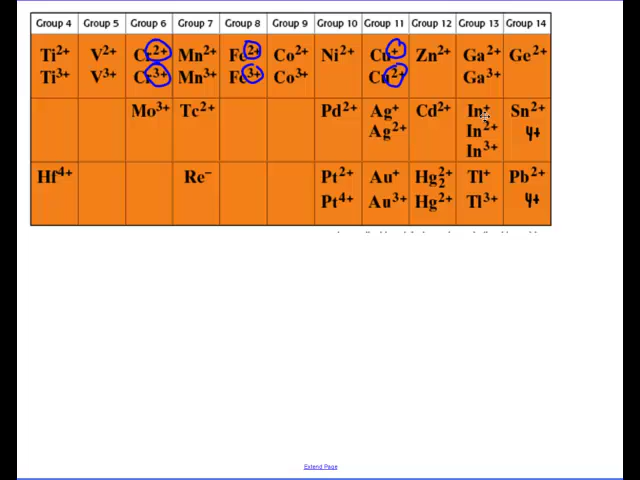 Group 4 Group 5 Group 6 Group 7 Group 8 Group 9 Group 10 Group 11 Group 12 Group 13 Group 14
Ti²⁺ V²⁺ Cr²⁺ Mn²⁺ Fe²⁺ Co²⁺ Ni²⁺ Cu⁺ Zn²⁺ Ga²⁺ Ge²⁺
Ti³⁺ V³⁺ Cr³⁺ Mn³⁺ Fe³⁺ Co³⁺ Cu²⁺ Ga³⁺
Mo³⁺ Tc²⁺ Pd²⁺ Ag⁺ Cd²⁺ In⁺ Sn²⁺
Ag²⁺ In²⁺ 4+
In³⁺
Hf⁴⁺ Re⁻ Pt²⁺ Au⁺ Hg₂²⁺ Tl⁺ Pb²⁺
Pt⁴⁺ Au³⁺ Hg²⁺ Tl³⁺ 4+
Extend Page